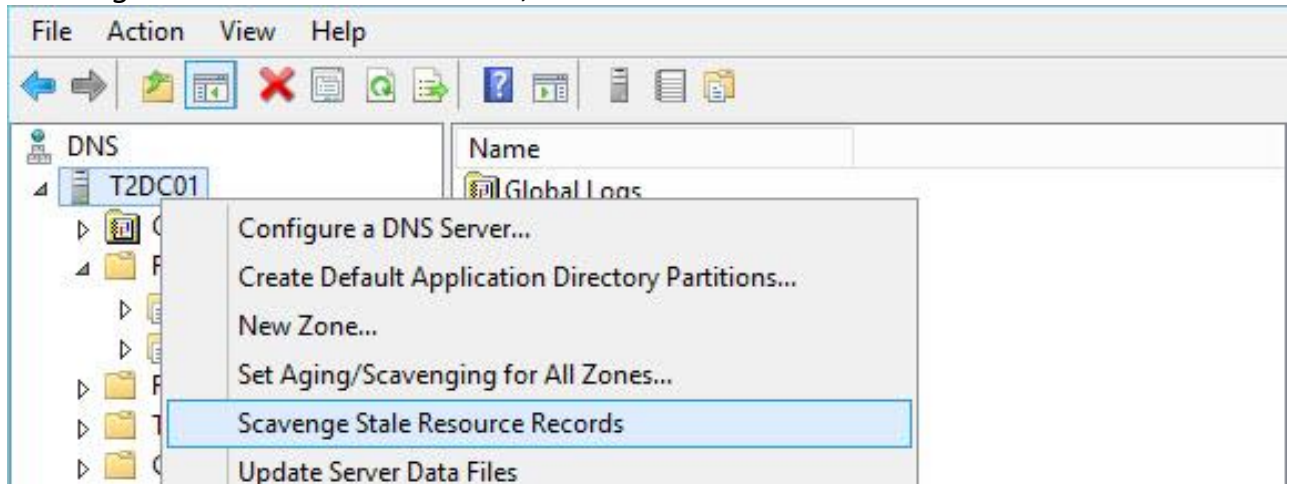 File Action View Help
DNS
Name
T2DC01
Global Logs
Configure a DNS Server...
Create Default Application Directory Partitions...
New Zone...
Set Aging/Scavenging for All Zones...
Scavenge Stale Resource Records
Update Server Data Files